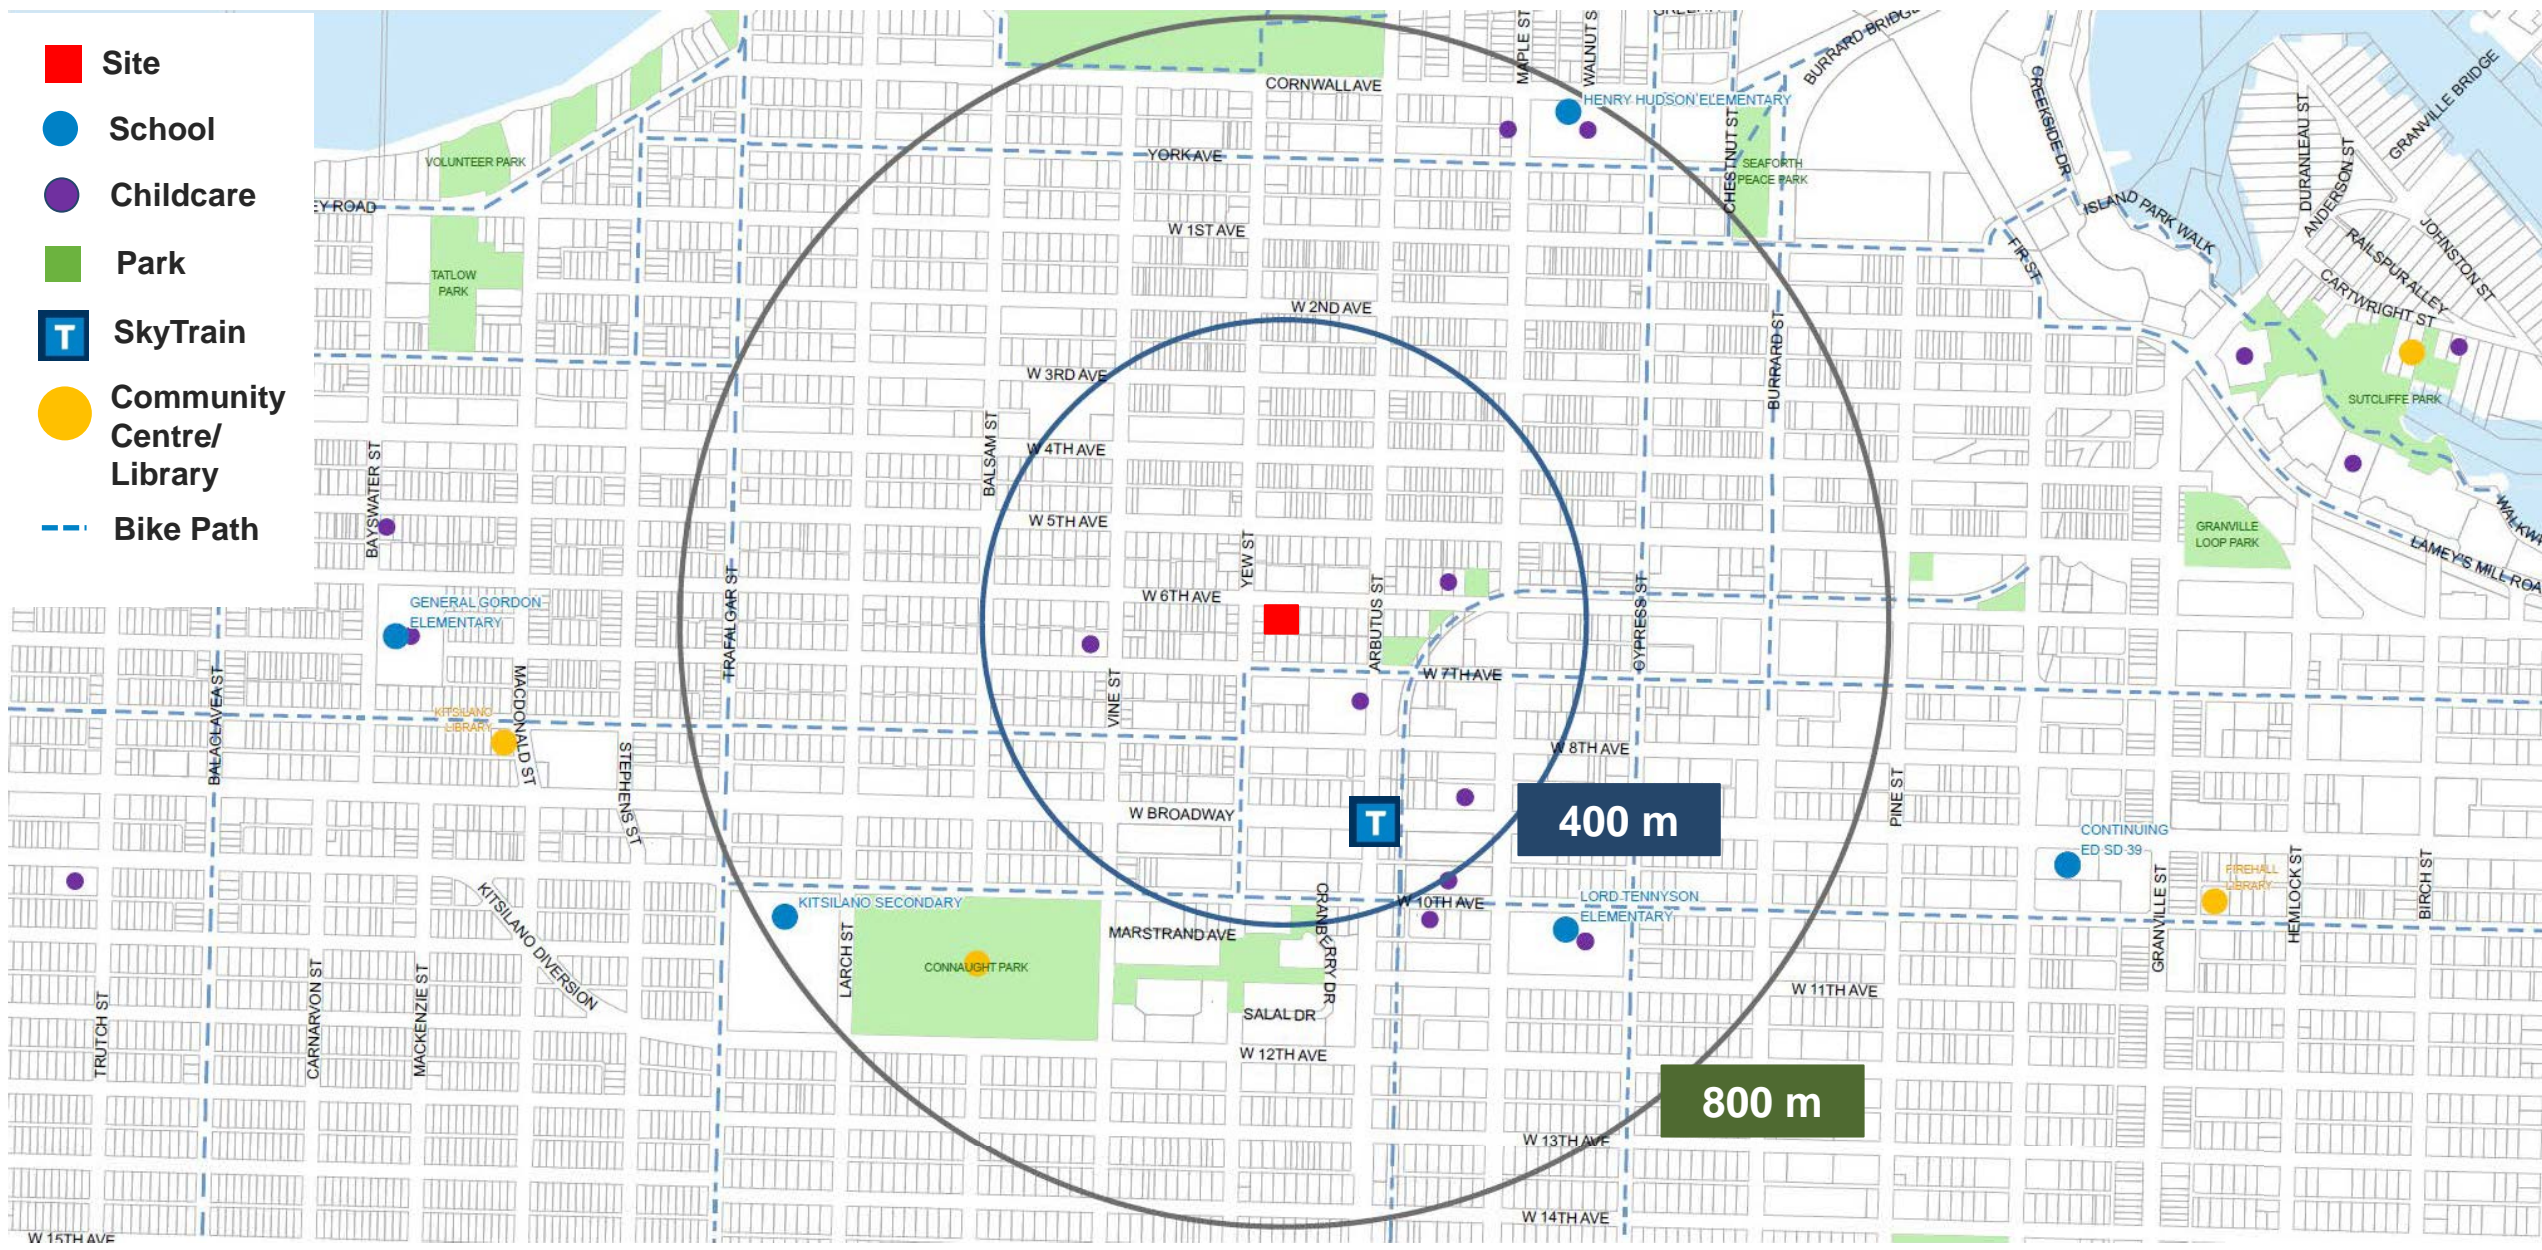 Site
School
Childcare
Park
T
SkyTrain
Community
Centre/
Library
Bike Path
MAPLE ST
WALNUT S
BURRARD BRIDGE
CORNWALL AVE
HENRY HUDSON ELEMENTARY
CREEKSIDE DR
GRANVILLE BRIDGE
DURANLEAU ST
ANDERSON ST
VOLUNTEER PARK
YORK AVE
CHESTNUT ST
SEAFORTH
PEACE PARK
EY ROAD
ISLAND PARK WALK
W 1ST AVE
FIR ST
RAILSPUR ALLEY
JOHNSTON ST
CARTWRIGHT ST
TATLOW
PARK
W 2ND AVE
BURRARD ST
W 3RD AVE
SUTCLIFFE PARK
BALSAM ST
W 4TH AVE
BAYSWATER ST
W 5TH AVE
YEW ST
GRANVILLE
LOOP PARK
WALKW
LAMEY'S MILL ROA
TRAFALGAR ST
W 6TH AVE
ARBUTUS ST
CYPRESS ST
GENERAL GORDON
ELEMENTARY
BALACLAVA ST
MACDONALD ST
W 7TH AVE
VINE ST
KITSILANO
LIBRARY
STEPHENS ST
W 8TH AVE
PINE ST
W BROADWAY
T
400 m
CONTINUING
ED SD 39
GRANVILLE ST
FIREHALL
LIBRARY
HEMLOCK ST
BIRCH ST
KITSILANO DIVERSION
KITSILANO SECONDARY
LARCH ST
CRANBERRY DR
W 10TH AVE
LORD TENNYSON
ELEMENTARY
MARSTRAND AVE
CONNAUGHT PARK
TRUTCH ST
CARNARVON ST
MACKENZIE ST
W 11TH AVE
SALAL DR
W 12TH AVE
800 m
W 13TH AVE
W 14TH AVE
W 15TH AVE